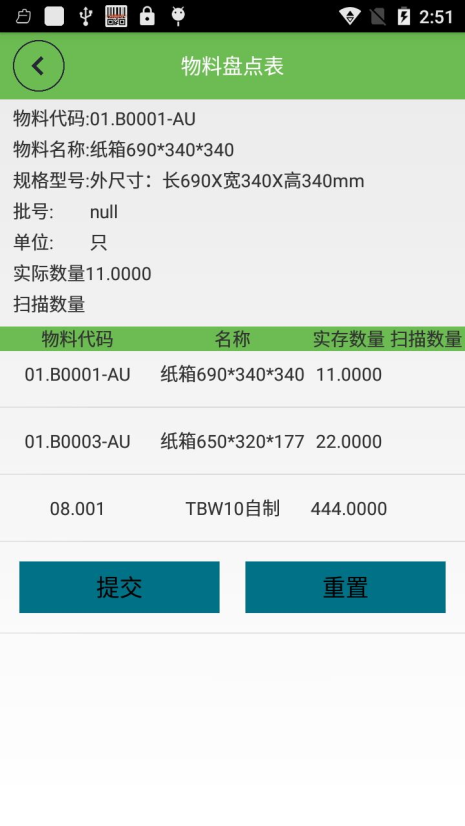 2:51
物料盘点表
物料代码:01.B0001-AU
物料名称:纸箱690*340*340
规格型号:外尺寸：长690X宽340X高340mm
批号: null
单位: 只
实际数量11.0000
扫描数量
物料代码 名称 实存数量 扫描数量
01.B0001-AU 纸箱690*340*340 11.0000
01.B0003-AU 纸箱650*320*177 22.0000
08.001 TBW10自制 444.0000
提交 重置